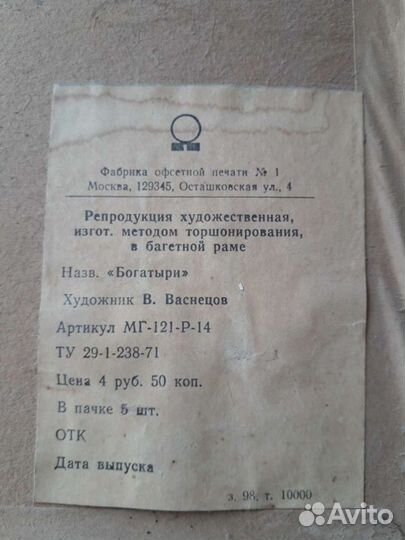 Фабрика офсетной печати № 1
Москва, 129345, Осташковская ул., 4
Репродукция художественная,
изгот. методом торшонирования,
в багетной раме
Назв. «Богатыри»
Художник В. Васнецов
Артикул МГ-121-Р-14
ТУ 29-1-238-71
Цена 4 руб. 50 коп.
В пачке 5 шт.
ОТК
Дата выпуска
з. 98, т. 10000
Avito